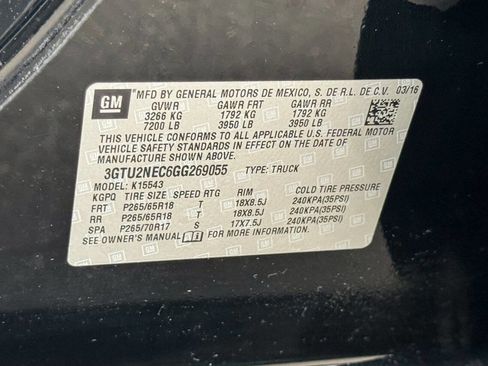 MFD BY GENERAL MOTORS DE MEXICO, S. DE R.L. DE C.V. 03/16
GM
GVWR GAWR FRT GAWR RR
3266 KG 1792 KG 1792 KG
7200 LB 3950 LB 3950 LB
THIS VEHICLE CONFORMS TO ALL APPLICABLE U.S. FEDERAL MOTOR
VEHICLE SAFETY, AND THEFT PREVENTION STANDARDS
IN EFFECT ON THE DATE OF MANUFACTURE SHOWN ABOVE.
3GTU2NEC6GG269055 TYPE: TRUCK
MODEL: K15543
KGPQ TIRE SIZE SPEED RTG RIM COLD TIRE PRESSURE
FRT P265/65R18 T 18X8.5J 240KPA(35PSI)
RR P265/65R18 T 18X8.5J 240KPA(35PSI)
SPA P265/70R17 S 17X7.5J 240KPA(35PSI)
SEE OWNER'S MANUAL FOR MORE INFORMATION.